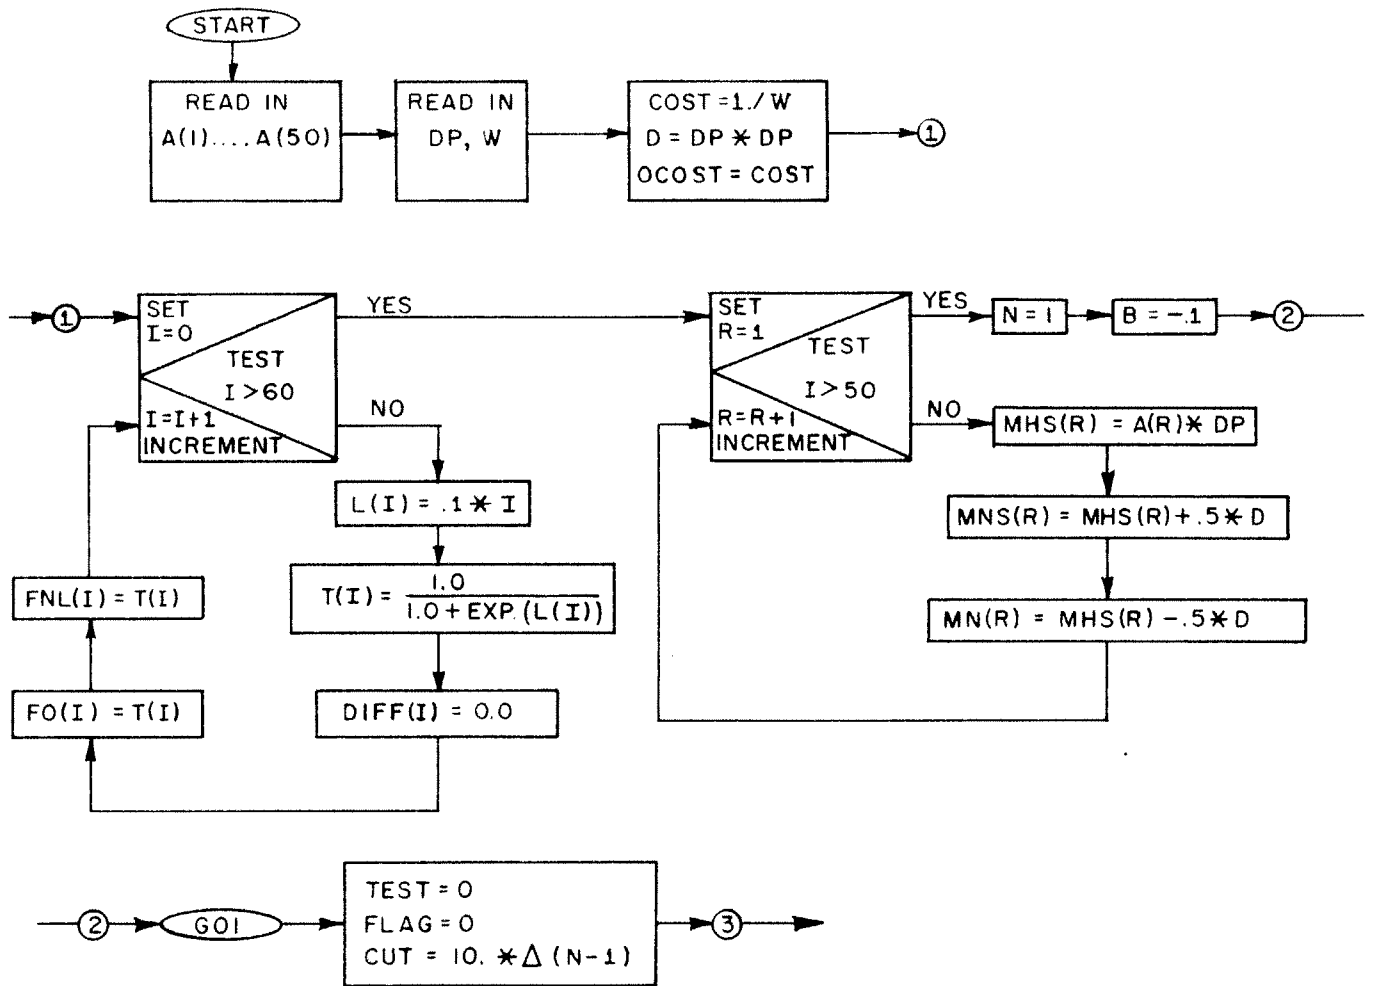 START
READ IN
A(1)....A(50)
READ IN
DP, W
COST=1./W
D = DP * DP
OCOST = COST
1
1
SET
I=0
TEST
I>60
I=I+1
INCREMENT
YES
NO
L(I) = .1 * I
T(I) = 1.0
1.0+EXP.(L(I))
DIFF(I) = 0.0
FO(I) = T(I)
FNL(I) = T(I)
SET
R=1
TEST
I>50
R=R+1
INCREMENT
YES
N=1
B=-.1
2
NO
MHS(R) = A(R)* DP
MNS(R) = MHS(R)+.5* D
MN(R) = MHS(R) -.5* D
2
GO1
TEST = 0
FLAG = 0
CUT = 10. *Δ (N-1)
3